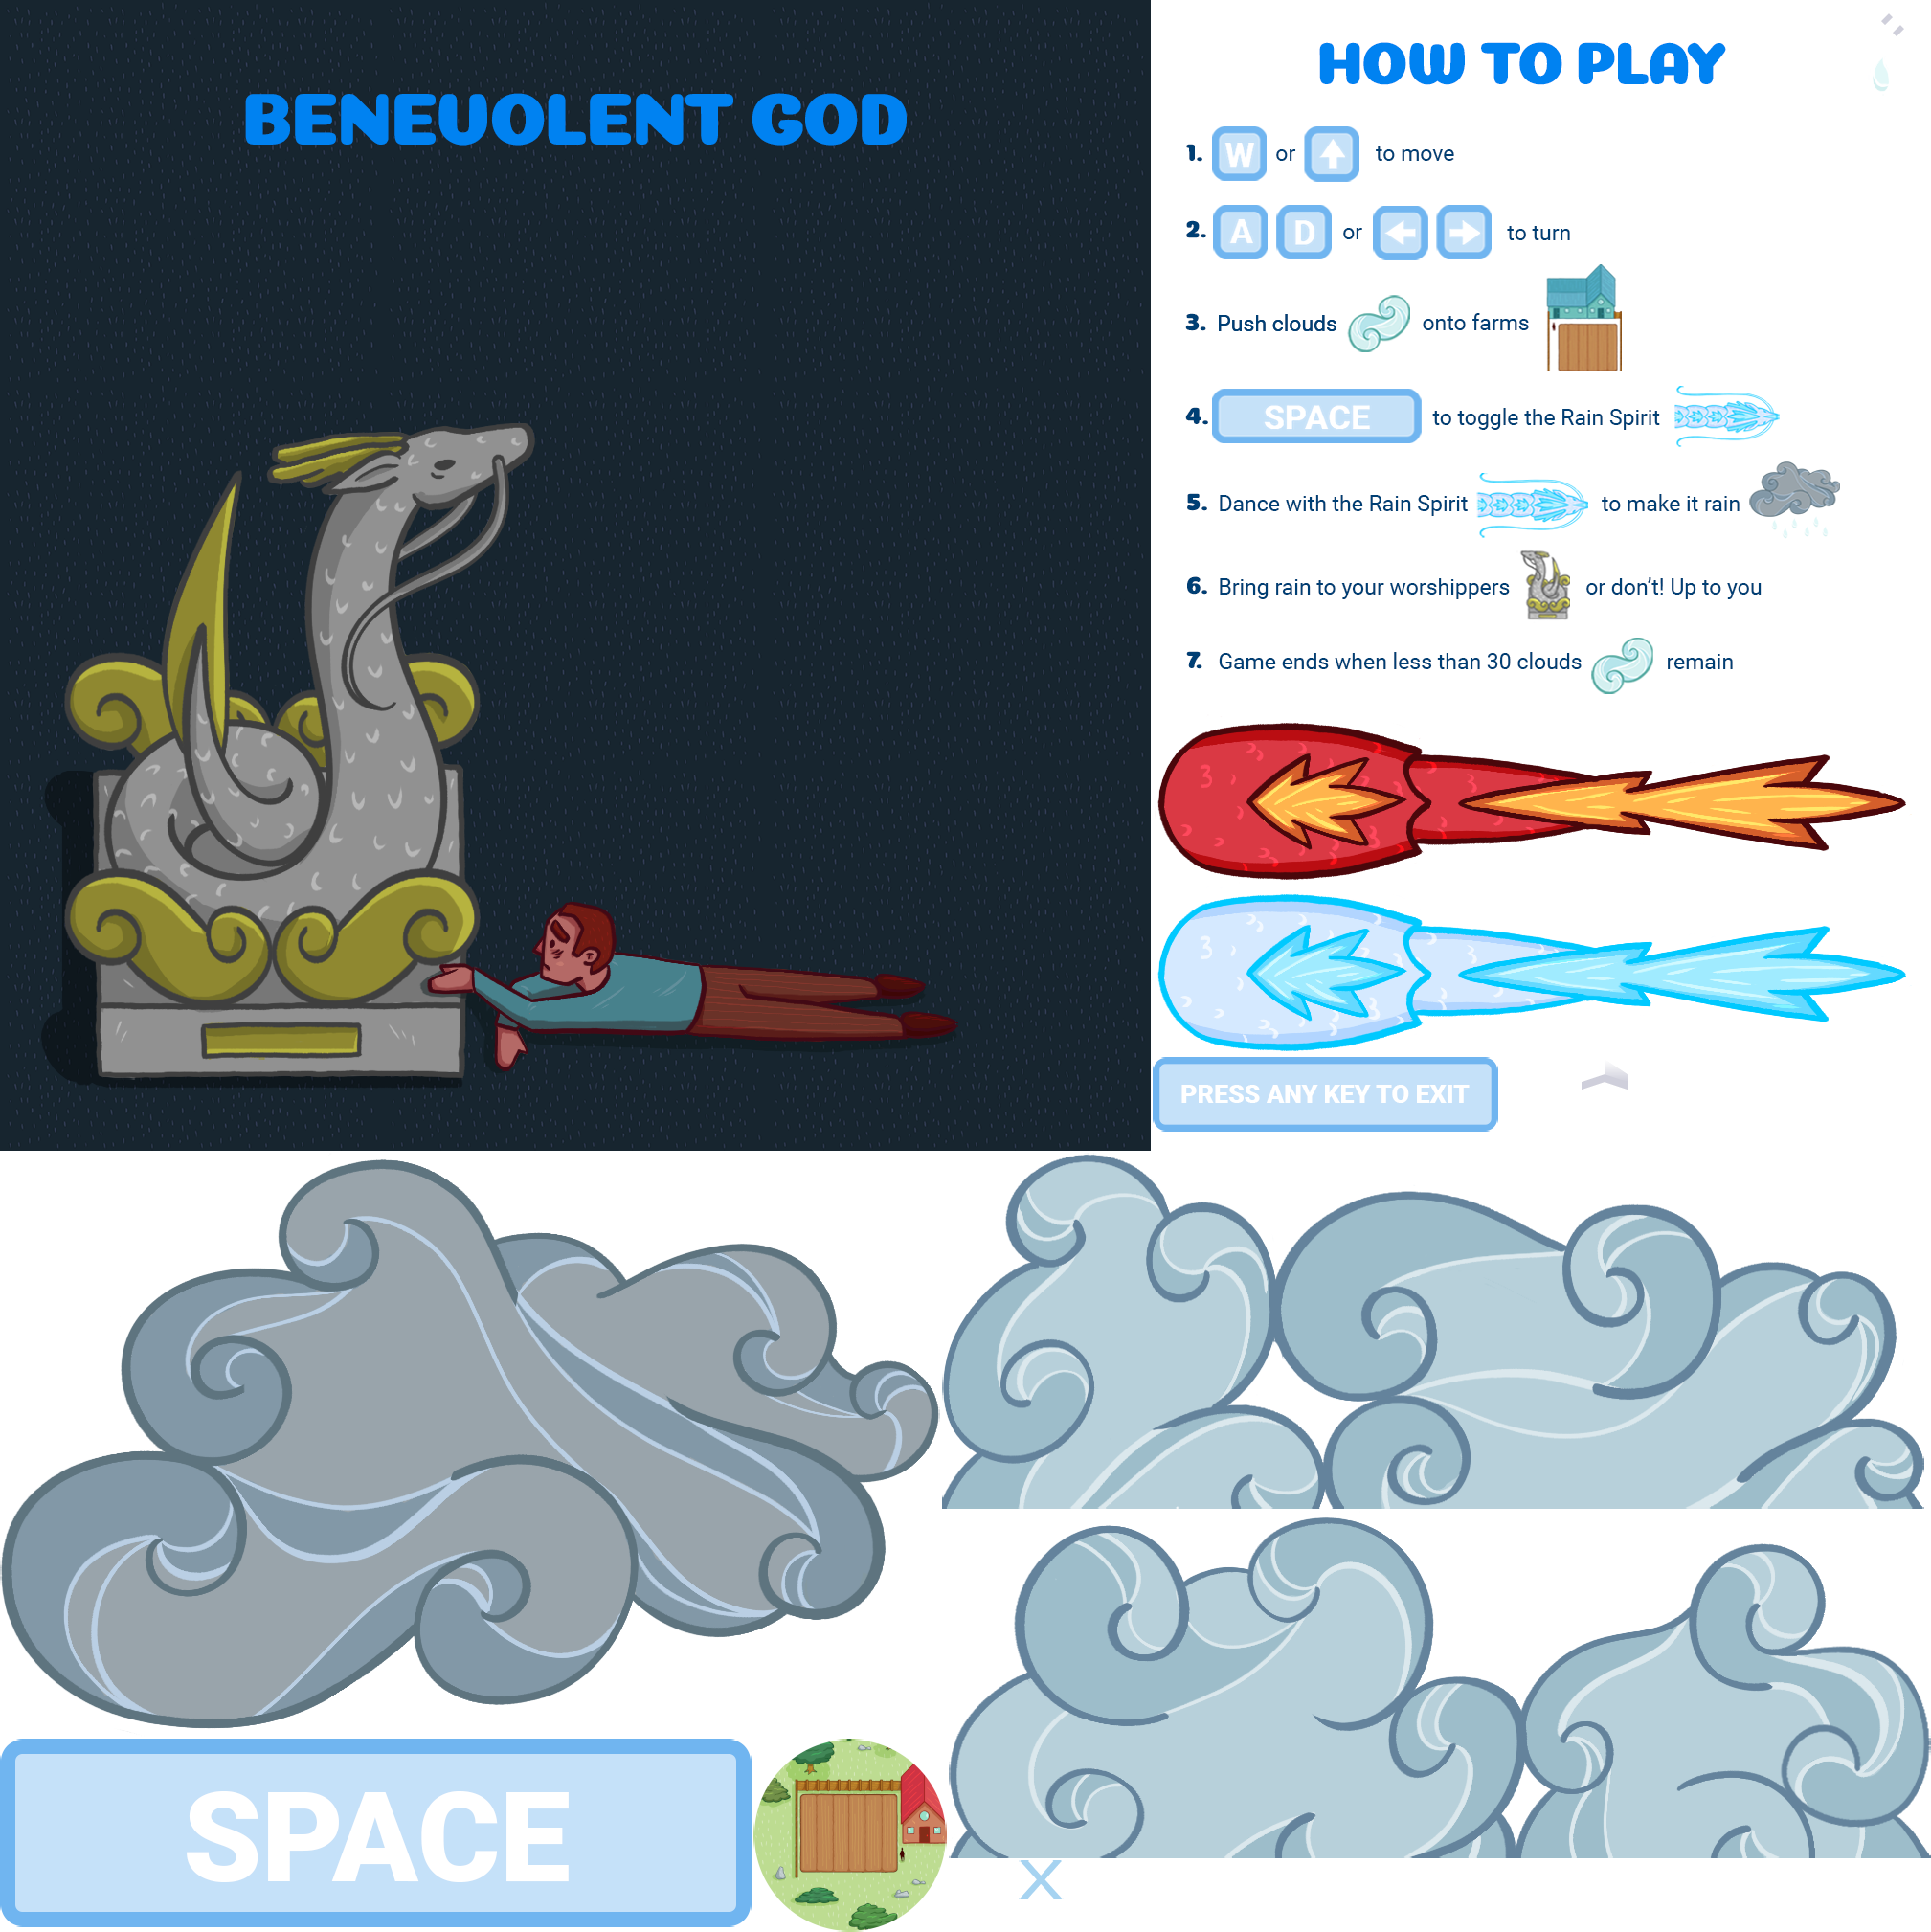 BENEVOLENT GOD
HOW TO PLAY
1. W or to move
2. A D or to turn
3. Push clouds onto farms
4. SPACE to toggle the Rain Spirit
5. Dance with the Rain Spirit to make it rain
6. Bring rain to your worshippers or don't! Up to you
7. Game ends when less than 30 clouds remain
PRESS ANY KEY TO EXIT
SPACE
X